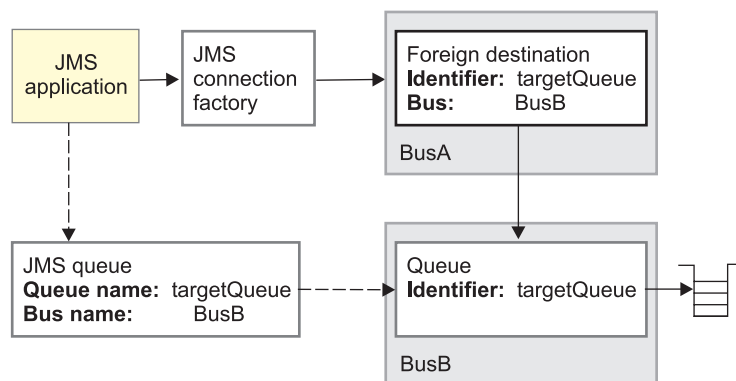 JMS
application
JMS
connection
factory
Foreign destination
Identifier: targetQueue
Bus: BusB
BusA
JMS queue
Queue name: targetQueue
Bus name: BusB
Queue
Identifier: targetQueue
BusB